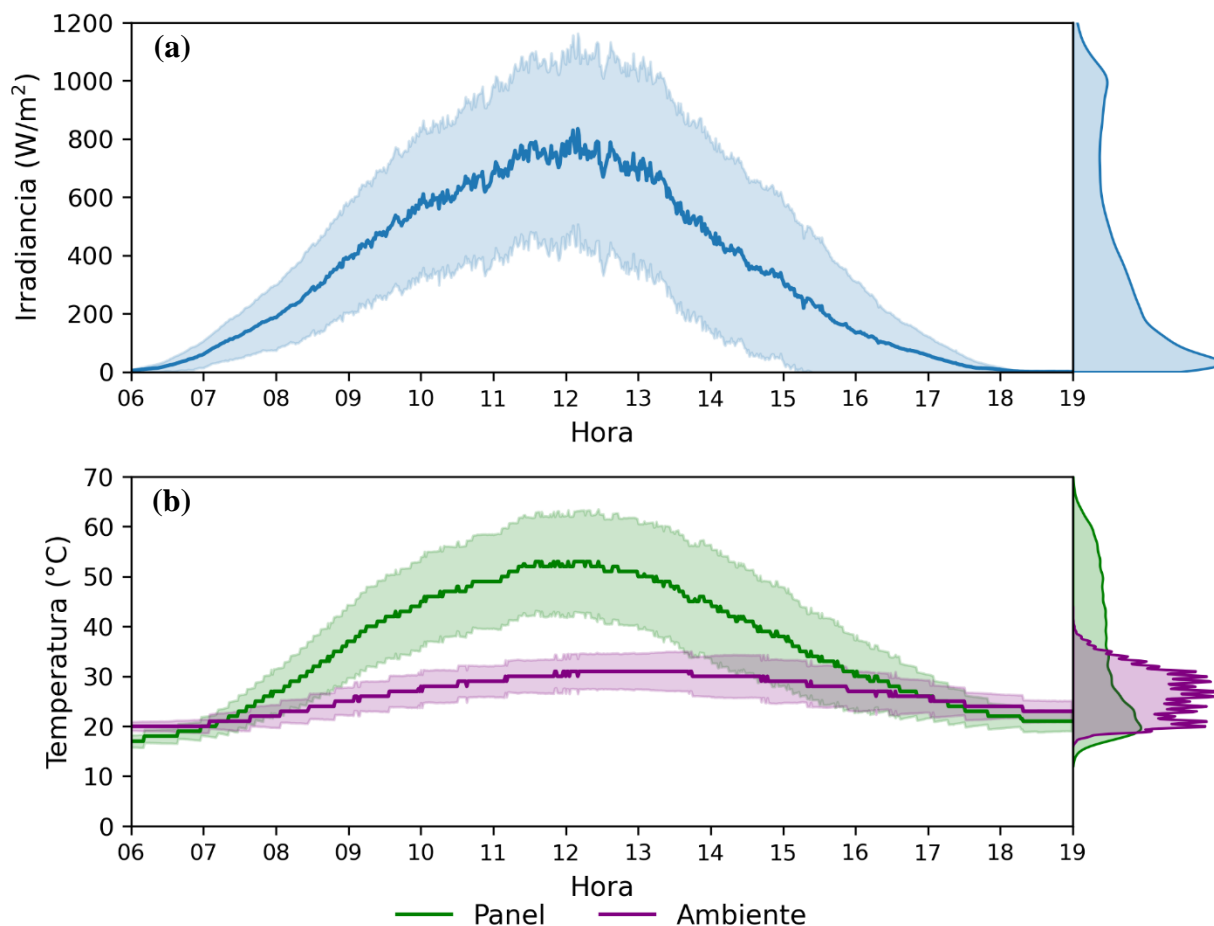 (a)
Irradiancia (W/m²)
1200
1000
800
600
400
200
0
06 07 08 09 10 11 12 13 14 15 16 17 18 19
Hora
(b)
Temperatura (°C)
70
60
50
40
30
20
10
0
06 07 08 09 10 11 12 13 14 15 16 17 18 19
Hora
Panel Ambiente